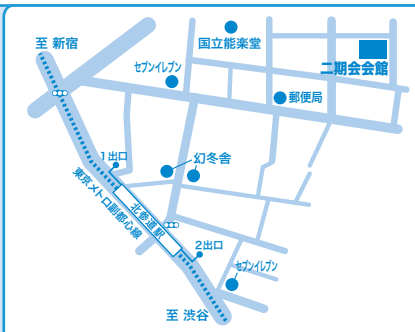 至 新宿
国立能楽堂
二期会会館
セブンイレブン
郵便局
1出口
幻冬舎
東京メトロ副都心線
北参道駅
2出口
セブンイレブン
至 渋谷